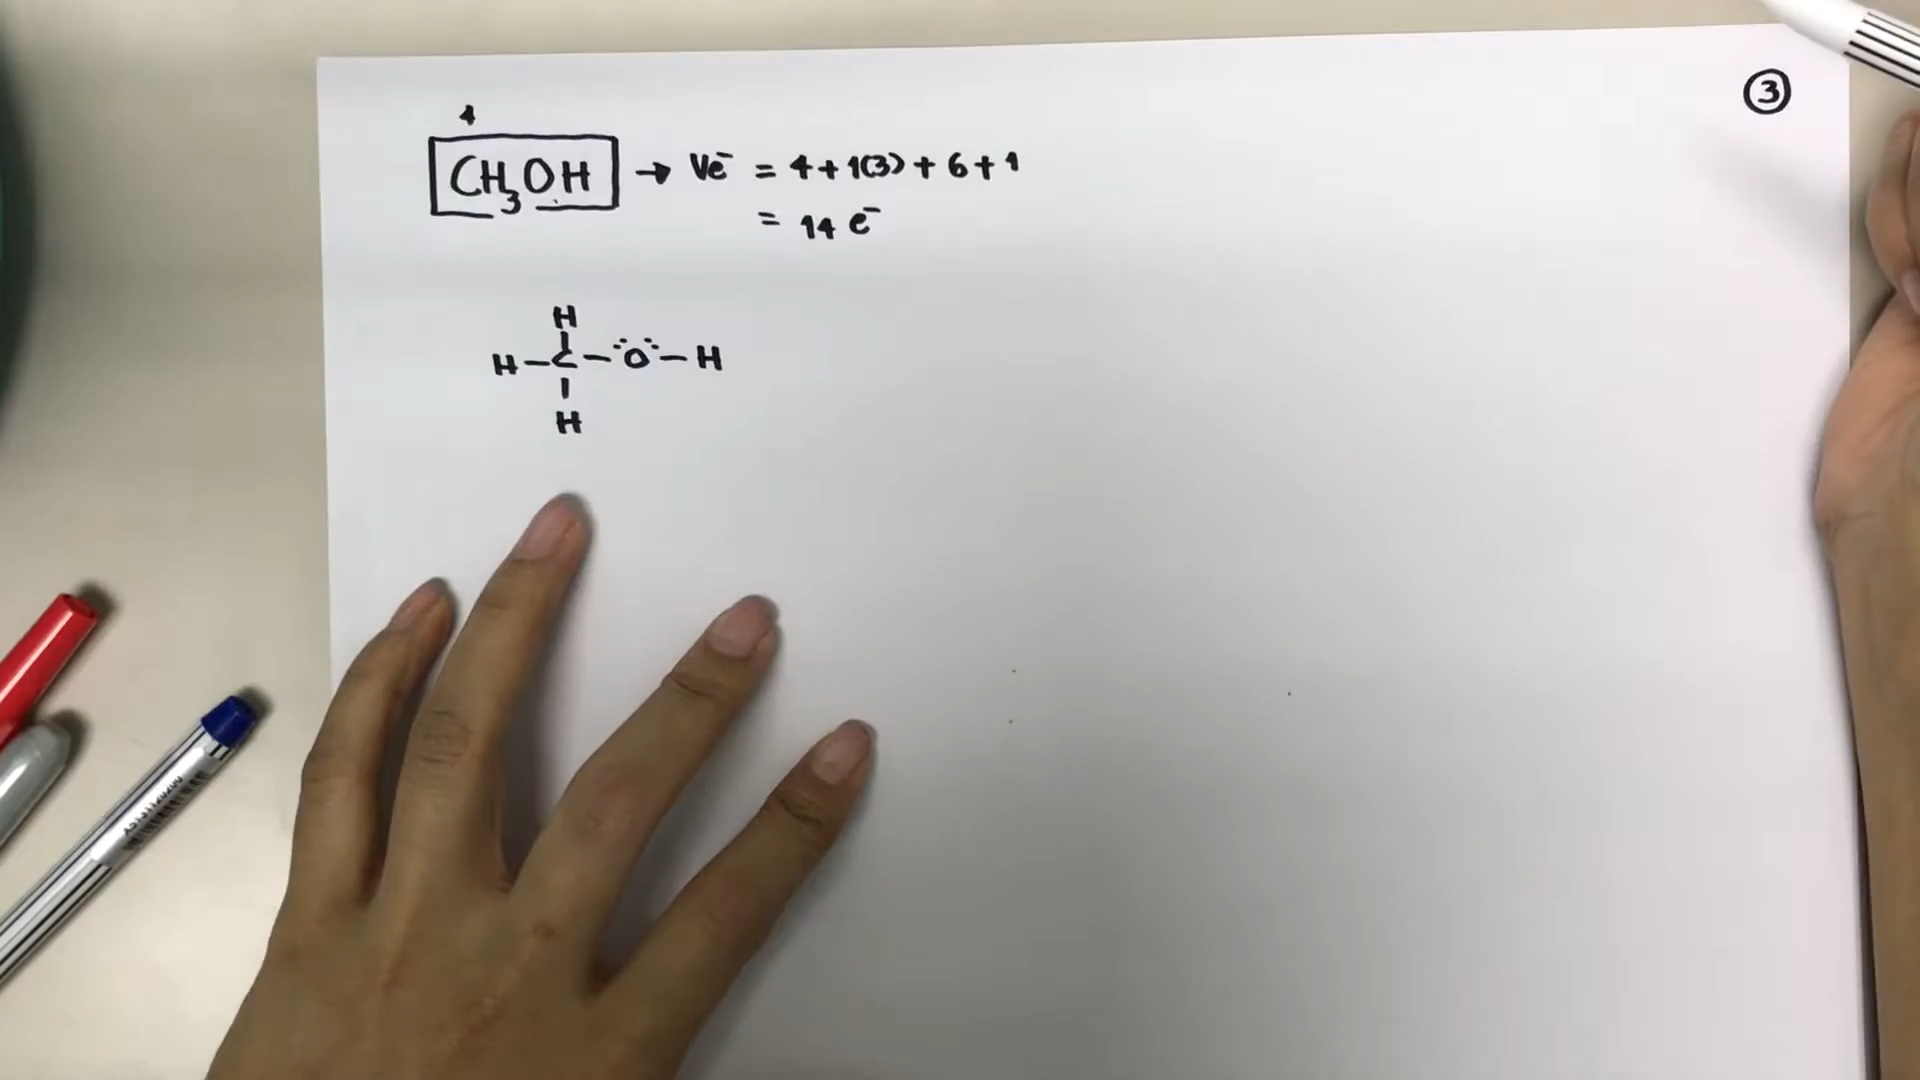 ③
4
CH₃OH → Ve⁻ = 4 + 1(3) + 6 + 1
= 14 e⁻
H
H – C – Ö – H
H